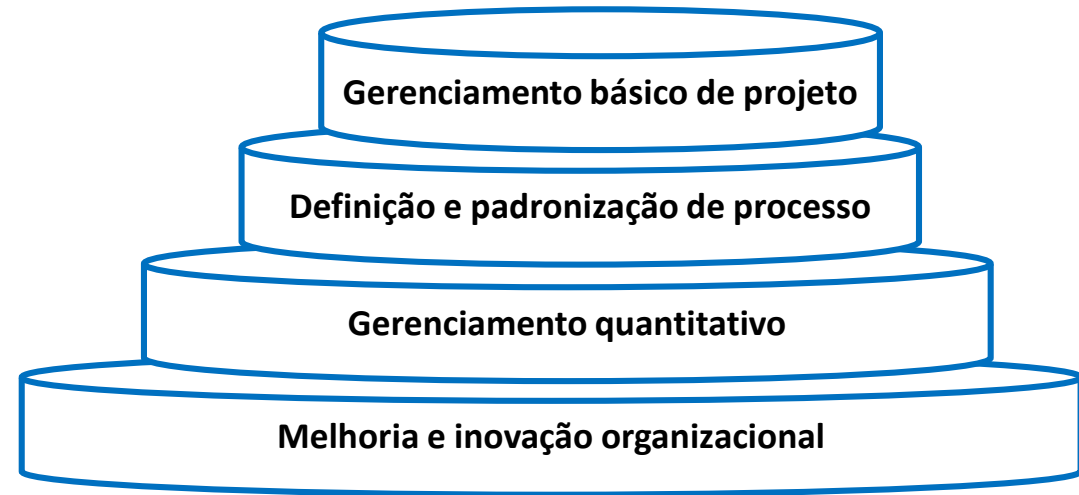 Gerenciamento básico de projeto
Definição e padronização de processo
Gerenciamento quantitativo
Melhoria e inovação organizacional